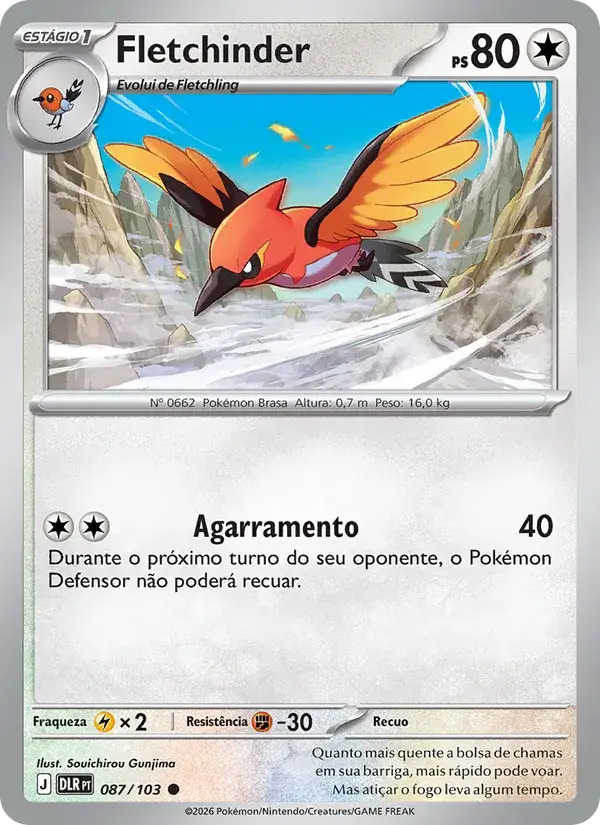 ESTÁGIO 1
Fletchinder
PS 80
Evolui de Fletchling
Nº 0662 Pokémon Brasa Altura: 0,7 m Peso: 16,0 kg
Agarramento 40
Durante o próximo turno do seu oponente, o Pokémon
Defensor não poderá recuar.
Fraqueza ×2 Resistência -30 Recuo
Ilust. Souichirou Gunjima
J DLR PT 087/103
Quanto mais quente a bolsa de chamas
em sua barriga, mais rápido pode voar.
Mas atiçar o fogo leva algum tempo.
©2026 Pokémon/Nintendo/Creatures/GAME FREAK